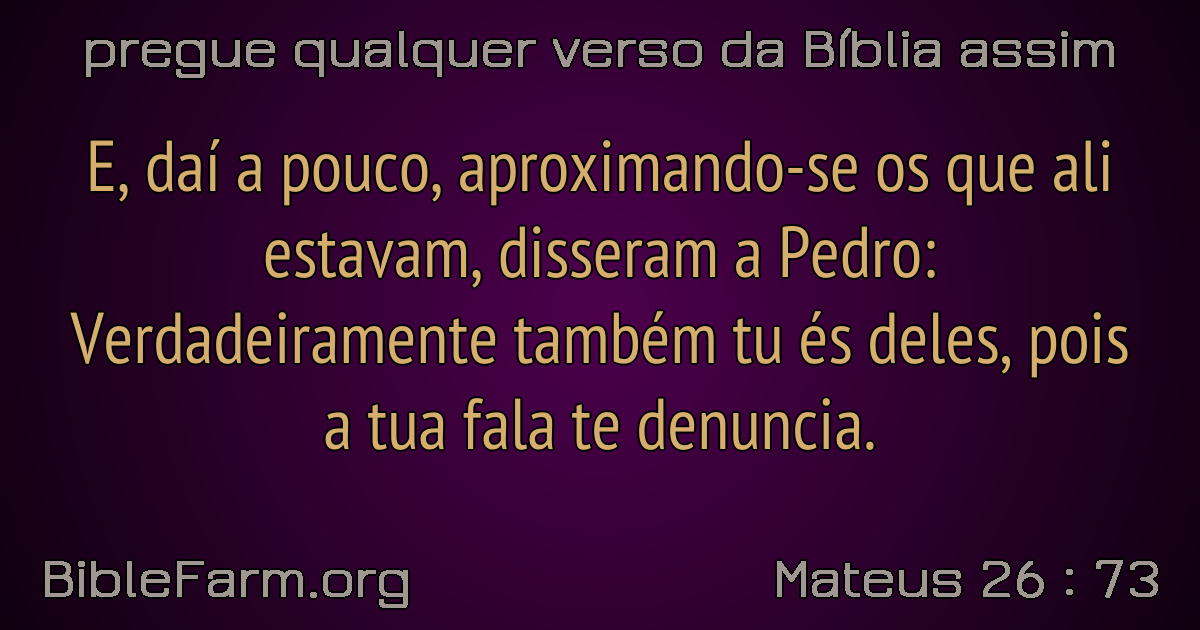 pregue qualquer verso da Bíblia assim
E, daí a pouco, aproximando-se os que ali
estavam, disseram a Pedro:
Verdadeiramente também tu és deles, pois
a tua fala te denuncia.
BibleFarm.org
Mateus 26 : 73